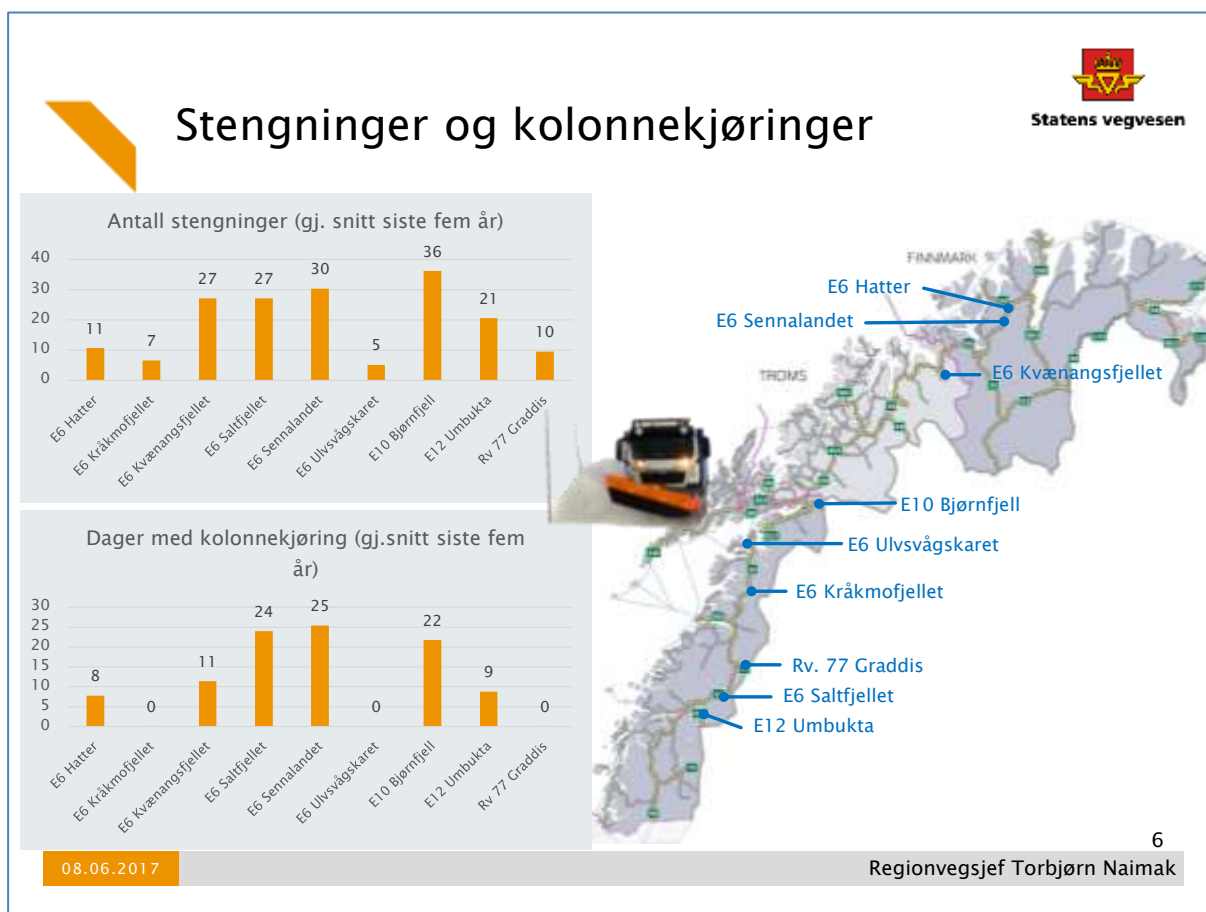 Stengninger og kolonnekjøringer
Statens vegvesen
Antall stengninger (gj. snitt siste fem år)
40
30
20
10
0
11
7
27
27
30
5
36
21
10
E6 Hatter
E6 Kråkmofjellet
E6 Kvænangsfjellet
E6 Saltfjellet
E6 Sennalandet
E6 Ulvsvågskaret
E10 Bjørnfjell
E12 Umbukta
Rv 77 Graddis
Dager med kolonnekjøring (gj.snitt siste fem
år)
30
25
20
15
10
5
0
8
0
11
24
25
0
22
9
0
E6 Hatter
E6 Kråkmofjellet
E6 Kvænangsfjellet
E6 Saltfjellet
E6 Sennalandet
E6 Ulvsvågskaret
E10 Bjørnfjell
E12 Umbukta
Rv 77 Graddis
FINNMARK
E6 Hatter
E6 Sennalandet
TROMS
E6 Kvænangsfjellet
E10 Bjørnfjell
E6 Ulvsvågskaret
E6 Kråkmofjellet
Rv. 77 Graddis
E6 Saltfjellet
E12 Umbukta
6
08.06.2017
Regionvegsjef Torbjørn Naimak